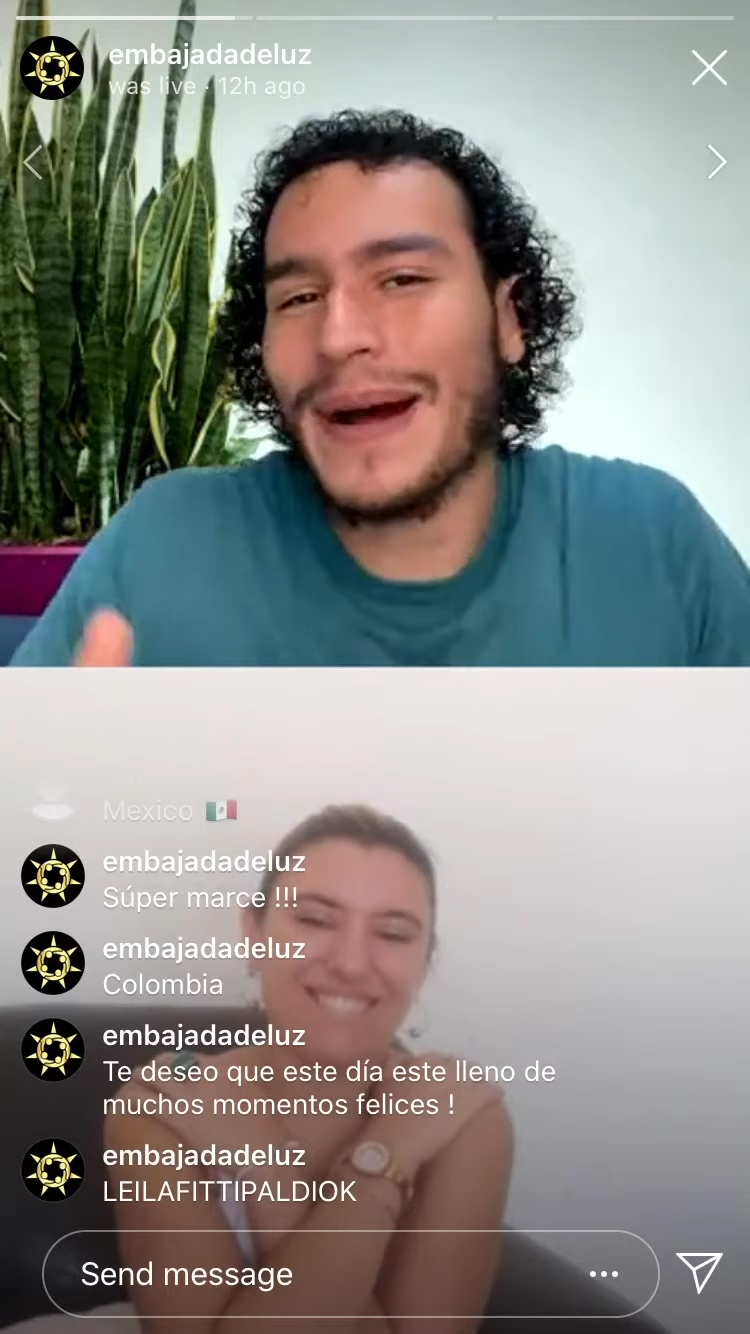 embajadadeluz
was live · 12h ago
Mexico 🇲🇽
embajadadeluz
Súper marce !!!
embajadadeluz
Colombia
embajadadeluz
Te deseo que este día este lleno de
muchos momentos felices !
embajadadeluz
LEILAFITTIPALDIOK
Send message